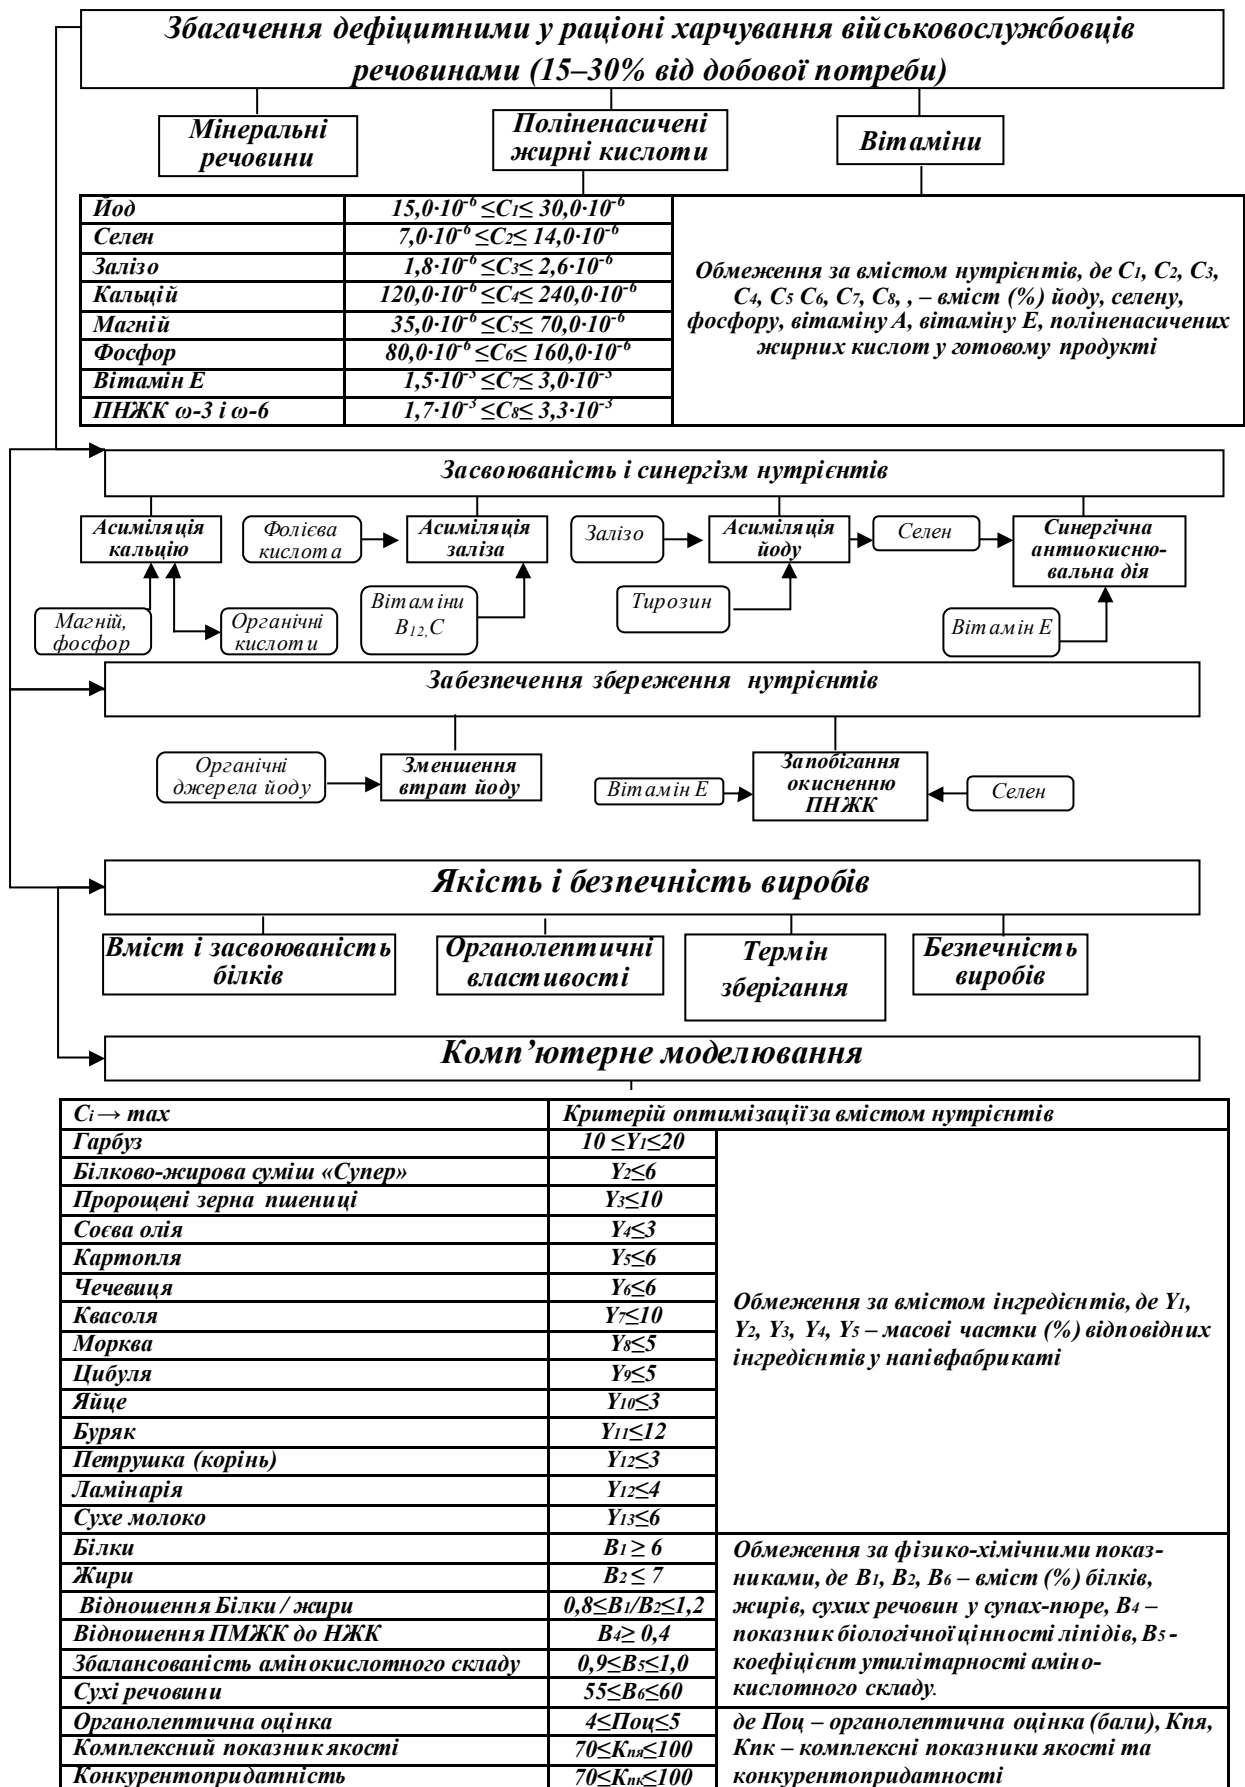 Збагачення дефіцитними у раціоні харчування військовослужбовців
речовинами (15–30% від добової потреби)
Мінеральні
речовини
Поліненасичені
жирні кислоти
Вітаміни
Йод 15,0·10⁻⁶ ≤C₁≤ 30,0·10⁻⁶
Селен 7,0·10⁻⁶ ≤C₂≤ 14,0·10⁻⁶
Залізо 1,8·10⁻⁶ ≤C₃≤ 2,6·10⁻⁶
Кальцій 120,0·10⁻⁶ ≤C₄≤ 240,0·10⁻⁶
Магній 35,0·10⁻⁶ ≤C₅≤ 70,0·10⁻⁶
Фосфор 80,0·10⁻⁶ ≤C₆≤ 160,0·10⁻⁶
Вітамін Е 1,5·10⁻³ ≤C₇≤ 3,0·10⁻³
ПНЖК ω-3 і ω-6 1,7·10⁻³ ≤C₈≤ 3,3·10⁻³
Обмеження за вмістом нутрієнтів, де C₁, C₂, C₃,
C₄, C₅ C₆, C₇, C₈, , – вміст (%) йоду, селену,
фосфору, вітаміну А, вітаміну Е, поліненасичених
жирних кислот у готовому продукті
Засвоюваність і синергізм нутрієнтів
Асиміляція
кальцію
Фолієва
кислота
Асиміляція
заліза
Залізо
Асиміляція
йоду
Селен
Синергічна
антиокисню-
вальна дія
Магній,
фосфор
Органічні
кислоти
Вітаміни
В₁₂,С
Тирозин
Вітамін Е
Забезпечення збереження нутрієнтів
Органічні
джерела йоду
Зменшення
втрат йоду
Вітамін Е
Запобігання
окисненню
ПНЖК
Селен
Якість і безпечність виробів
Вміст і засвоюваність
білків
Органолептичні
властивості
Термін
зберігання
Безпечність
виробів
Комп’ютерне моделювання
Cᵢ→ max Критерій оптимізації за вмістом нутрієнтів
Гарбуз 10 ≤Y₁≤20
Білково-жирова суміш «Супер» Y₂≤6
Пророщені зерна пшениці Y₃≤10
Соєва олія Y₄≤3
Картопля Y₅≤6
Чечевиця Y₆≤6
Квасоля Y₇≤10
Морква Y₈≤5
Цибуля Y₉≤5
Яйце Y₁₀≤3
Буряк Y₁₁≤12
Петрушка (корінь) Y₁₂≤3
Ламінарія Y₁₂≤4
Сухе молоко Y₁₃≤6
Обмеження за вмістом інгредієнтів, де Y₁,
Y₂, Y₃, Y₄, Y₅ – масові частки (%) відповідних
інгредієнтів у напівфабрикаті
Білки B₁ ≥ 6
Жири B₂ ≤ 7
Відношення Білки / жири 0,8≤B₁/B₂≤1,2
Відношення ПМЖК до НЖК B₄≥ 0,4
Збалансованість амінокислотного складу 0,9≤B₅≤1,0
Сухі речовини 55≤B₆≤60
Обмеження за фізико-хімічними показ-
никами, де B₁, B₂, B₆ – вміст (%) білків,
жирів, сухих речовин у супах-пюре, B₄ –
показник біологічної цінності ліпідів, B₅ -
коефіцієнт утилітарності аміно-
кислотного складу.
Органолептична оцінка 4≤Поц≤5
Комплексний показник якості 70≤Kпя≤100
Конкурентопридатність 70≤Kпк≤100
де Поц – органолептична оцінка (бали), Кпя,
Кпк – комплексні показники якості та
конкурентопридатності